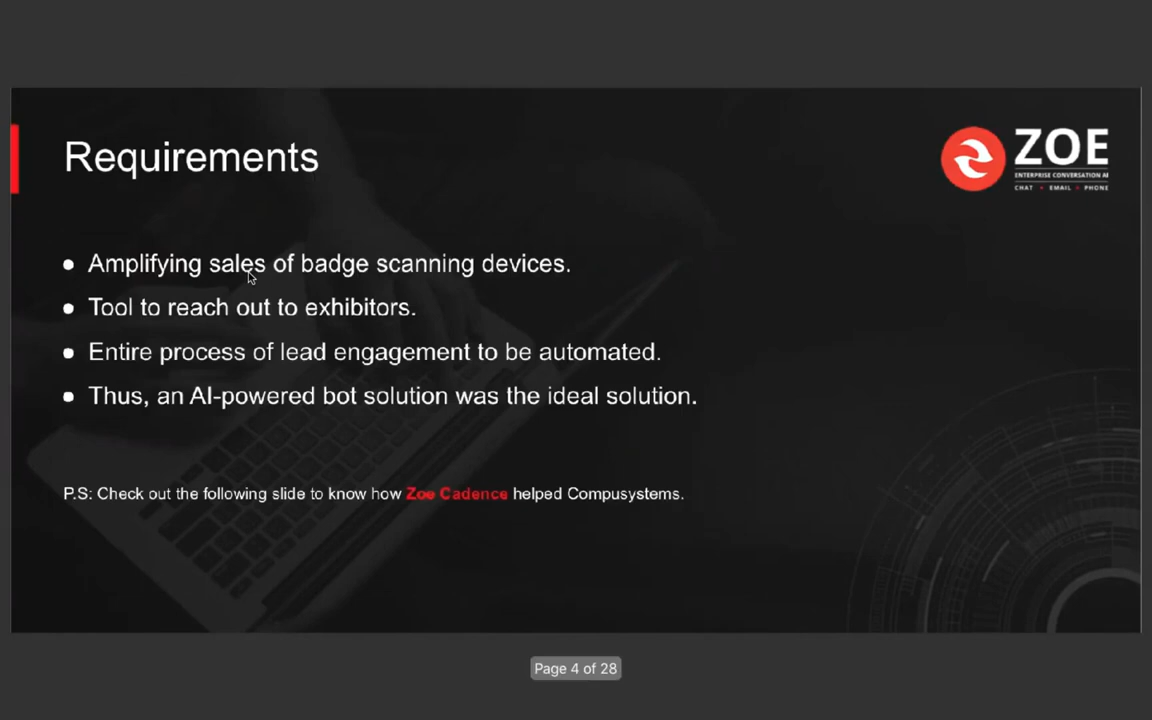 Requirements
ZOE
ENTERPRISE CONVERSATION AI
CHAT • EMAIL • PHONE
• Amplifying sales of badge scanning devices.
• Tool to reach out to exhibitors.
• Entire process of lead engagement to be automated.
• Thus, an AI-powered bot solution was the ideal solution.
P.S: Check out the following slide to know how Zoe Cadence helped Compusystems.
Page 4 of 28